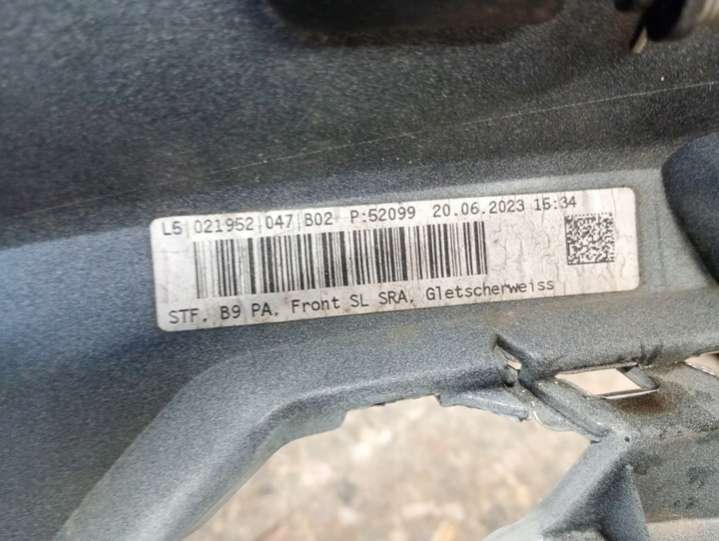 L5 021952 047 B02 P:52099 20.06.2023 15:34
STF. B9 PA, Front SL SRA, Gletscherweiss